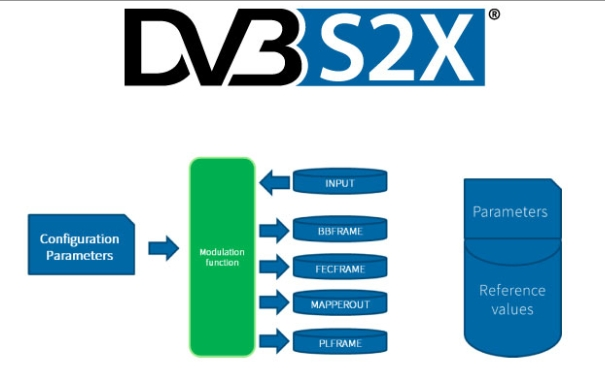 DVB S2X®
INPUT
Configuration
Parameters
Modulation
function
BBFRAME
FECFRAME
MAPPEROUT
PLFRAME
Parameters
Reference
values